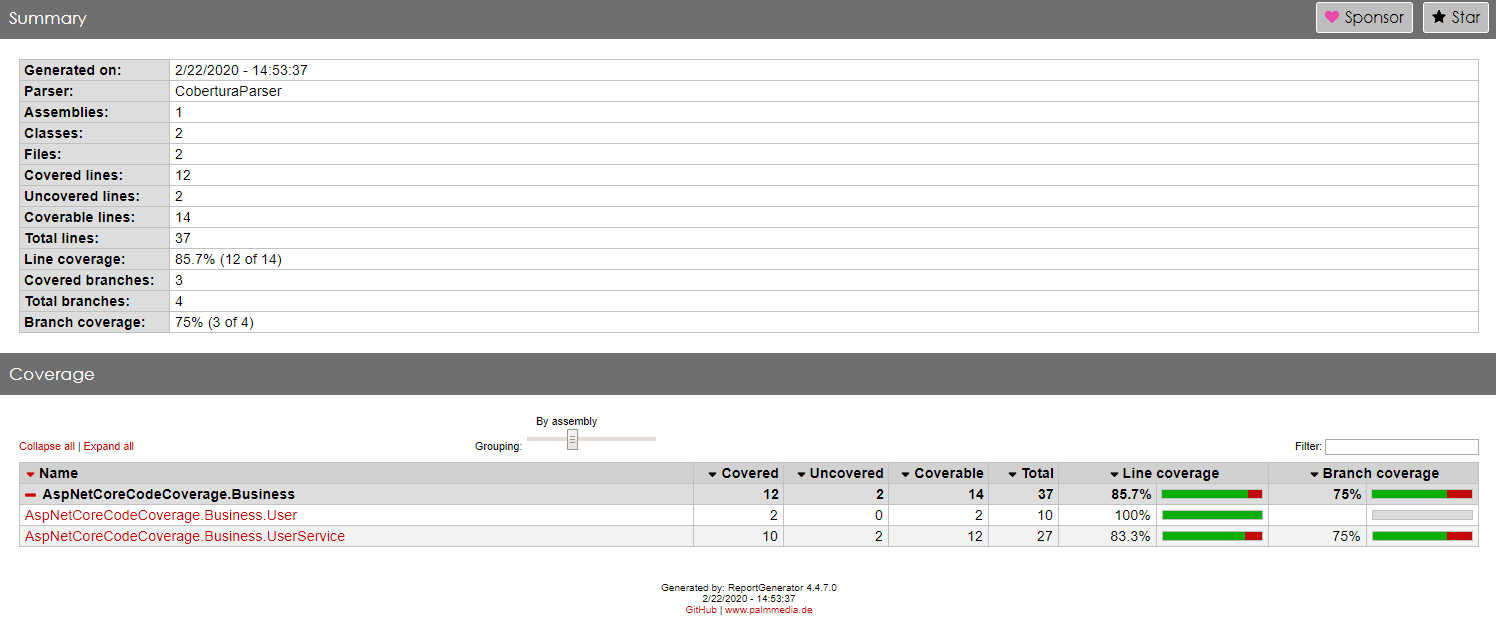 Summary Sponsor Star
Generated on: 2/22/2020 - 14:53:37
Parser: CoberturaParser
Assemblies: 1
Classes: 2
Files: 2
Covered lines: 12
Uncovered lines: 2
Coverable lines: 14
Total lines: 37
Line coverage: 85.7% (12 of 14)
Covered branches: 3
Total branches: 4
Branch coverage: 75% (3 of 4)
Coverage
By assembly
Collapse all | Expand all Grouping: Filter:
Name Covered Uncovered Coverable Total Line coverage Branch coverage
AspNetCoreCodeCoverage.Business 12 2 14 37 85.7% 75%
AspNetCoreCodeCoverage.Business.User 2 0 2 10 100%
AspNetCoreCodeCoverage.Business.UserService 10 2 12 27 83.3% 75%
Generated by: ReportGenerator 4.4.7.0
2/22/2020 - 14:53:37
GitHub | www.palmmedia.de